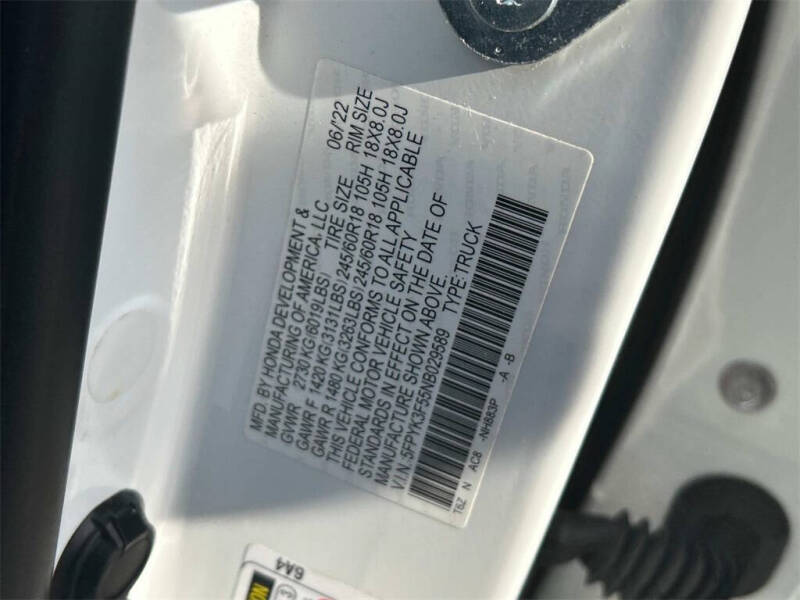 MFD. BY HONDA DEVELOPMENT &
MANUFACTURING OF AMERICA, LLC 06/'22
GVWR 2730 KG(6019LBS) TIRE SIZE RIM SIZE
GAWR F 1420 KG(3131LBS) 245/60R18 105H 18X8.0J
GAWR R 1480 KG(3263LBS) 245/60R18 105H 18X8.0J
THIS VEHICLE CONFORMS TO ALL APPLICABLE
FEDERAL MOTOR VEHICLE SAFETY
STANDARDS IN EFFECT ON THE DATE OF
MANUFACTURE SHOWN ABOVE.
V I N: 5FPYK3F55NB029589 TYPE:TRUCK
T6Z N AC8 -NH883P -A -B
6A4